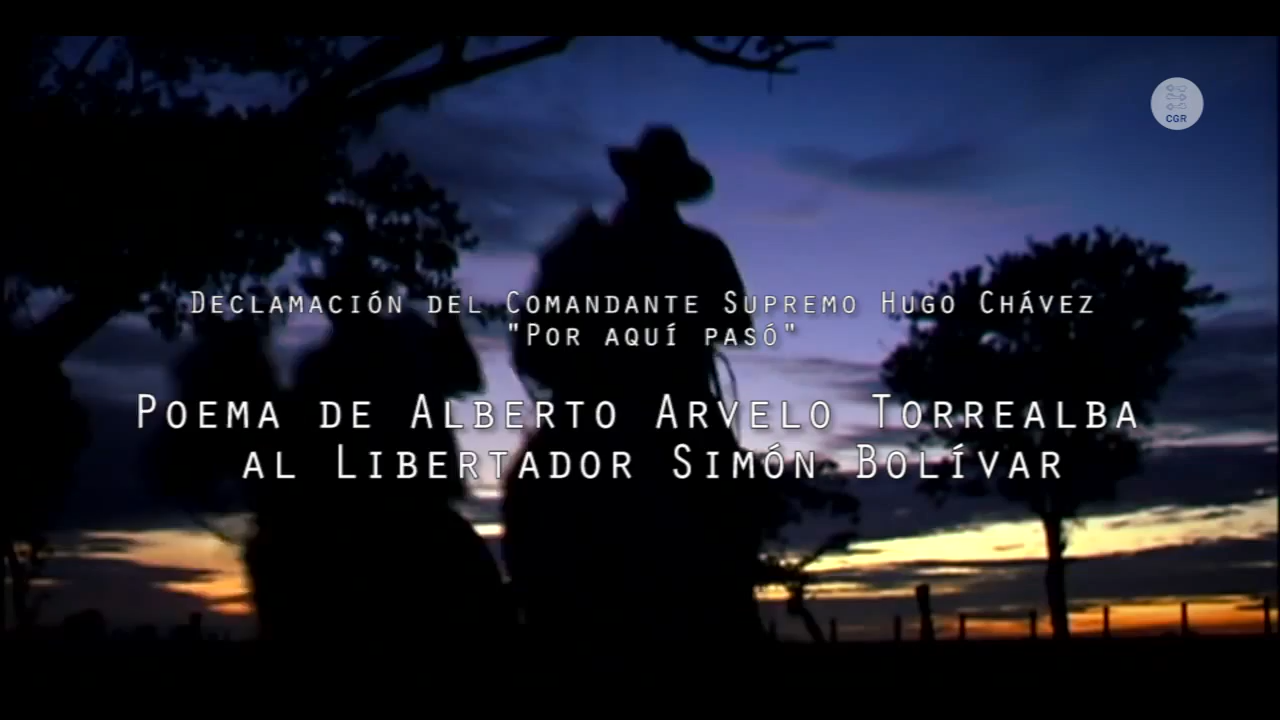 CGR
Declamación del Comandante Supremo Hugo Chávez
"Por aquí pasó"
Poema de Alberto Arvelo Torrealba
al Libertador Simón Bolívar